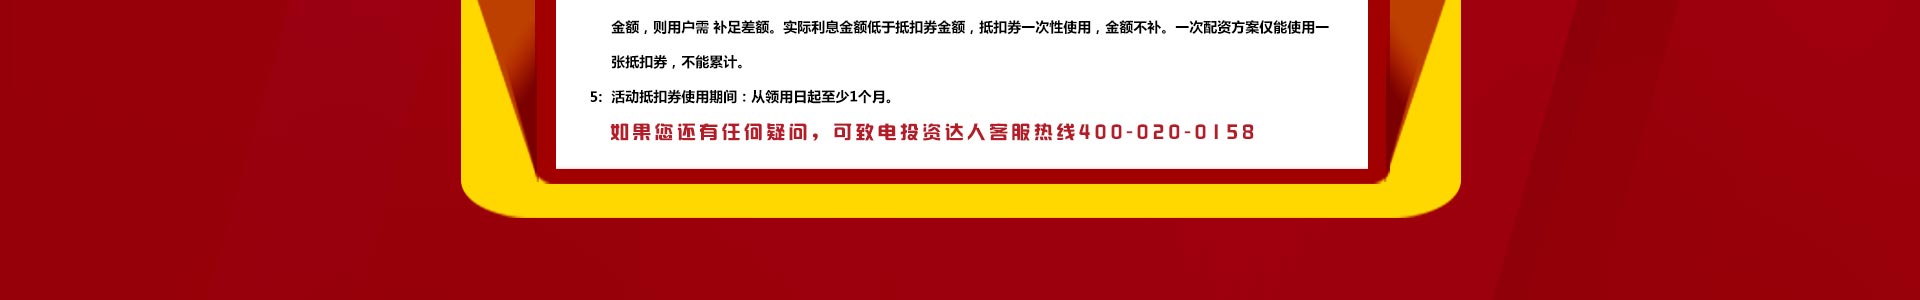 金额，则用户需 补足差额。实际利息金额低于抵扣券金额，抵扣券一次性使用，金额不补。一次配资方案仅能使用一
张抵扣券，不能累计。
5: 活动抵扣券使用期间：从领用日起至少1个月。
如果您还有任何疑问，可致电投资达人客服热线400-020-0158